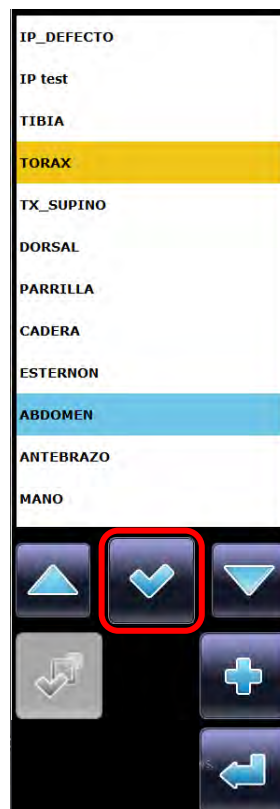 IP_DEFECTO
IP test
TIBIA
TORAX
TX_SUPINO
DORSAL
PARRILLA
CADERA
ESTERNON
ABDOMEN
ANTEBRAZO
MANO